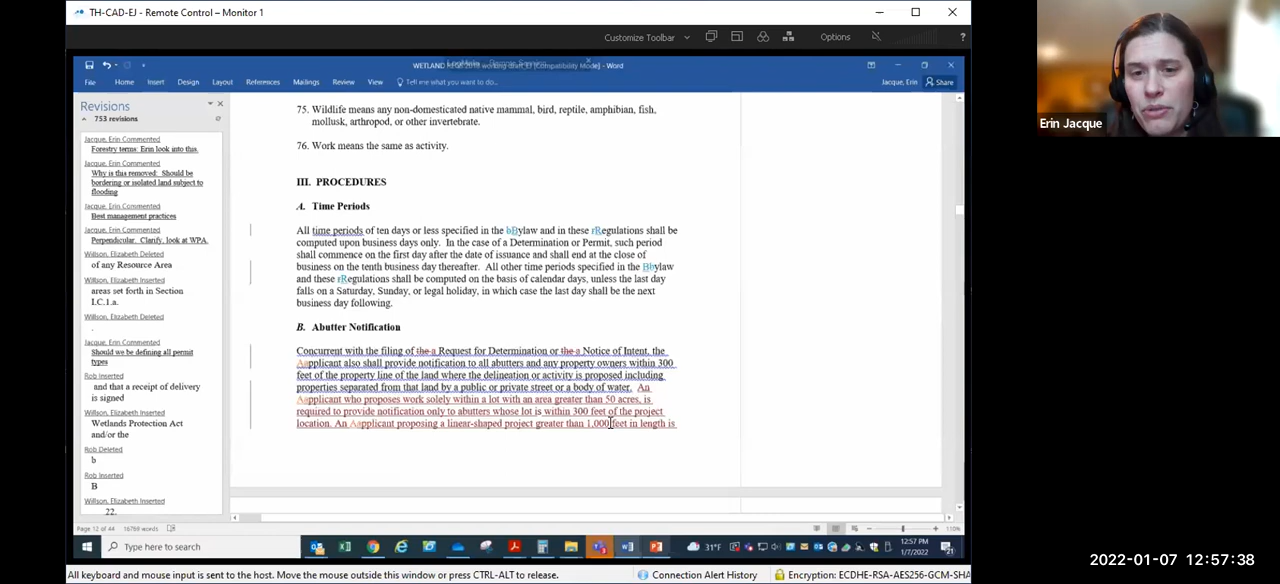 TH-CAD-EJ - Remote Control – Monitor 1
Customize Toolbar
Options
?
[Compatibility Mode] - Word
File Home Insert Design Layout References Mailings Review View Tell me what you want to do...
Jacque, Erin Share
Revisions
753 revisions
Jacque, Erin Commented
Forestry terms: Erin look into this.
Jacque, Erin Commented
Why is this removed: Should be
bordering or isolated land subject to
flooding
Jacque, Erin Commented
Best management practices
Jacque, Erin Commented
Perpendicular. Clarify, look at WPA.
Willson, Elizabeth Deleted
of any Resource Area
Willson, Elizabeth Inserted
areas set forth in Section
I.C.1.a.
Willson, Elizabeth Deleted
.
Jacque, Erin Commented
Should we be defining all permit
types
Rob Inserted
and that a receipt of delivery
is signed
Willson, Elizabeth Inserted
Wetlands Protection Act
and/or the
Rob Deleted
b
Rob Inserted
B
Willson, Elizabeth Inserted
22.
75. Wildlife means any non-domesticated native mammal, bird, reptile, amphibian, fish,
mollusk, arthropod, or other invertebrate.
76. Work means the same as activity.
III. PROCEDURES
A. Time Periods
All time periods of ten days or less specified in the bBylaw and in these rRegulations shall be
computed upon business days only. In the case of a Determination or Permit, such period
shall commence on the first day after the date of issuance and shall end at the close of
business on the tenth business day thereafter. All other time periods specified in the Bbylaw
and these rRegulations shall be computed on the basis of calendar days, unless the last day
falls on a Saturday, Sunday, or legal holiday, in which case the last day shall be the next
business day following.
B. Abutter Notification
Concurrent with the filing of the a Request for Determination or the a Notice of Intent, the
Aapplicant also shall provide notification to all abutters and any property owners within 300
feet of the property line of the land where the delineation or activity is proposed including
properties separated from that land by a public or private street or a body of water. An
Aapplicant who proposes work solely within a lot with an area greater than 50 acres, is
required to provide notification only to abutters whose lot is within 300 feet of the project
location. An Aapplicant proposing a linear-shaped project greater than 1,000 feet in length is
Page 12 of 44 16769 words
110%
Type here to search
31°F
12:57 PM
1/7/2022
21
All keyboard and mouse input is sent to the host. Move the mouse outside this window or press CTRL-ALT to release.
Connection Alert History
Encryption: ECDHE-RSA-AES256-GCM-SHA
Erin Jacque
2022-01-07 12:57:38